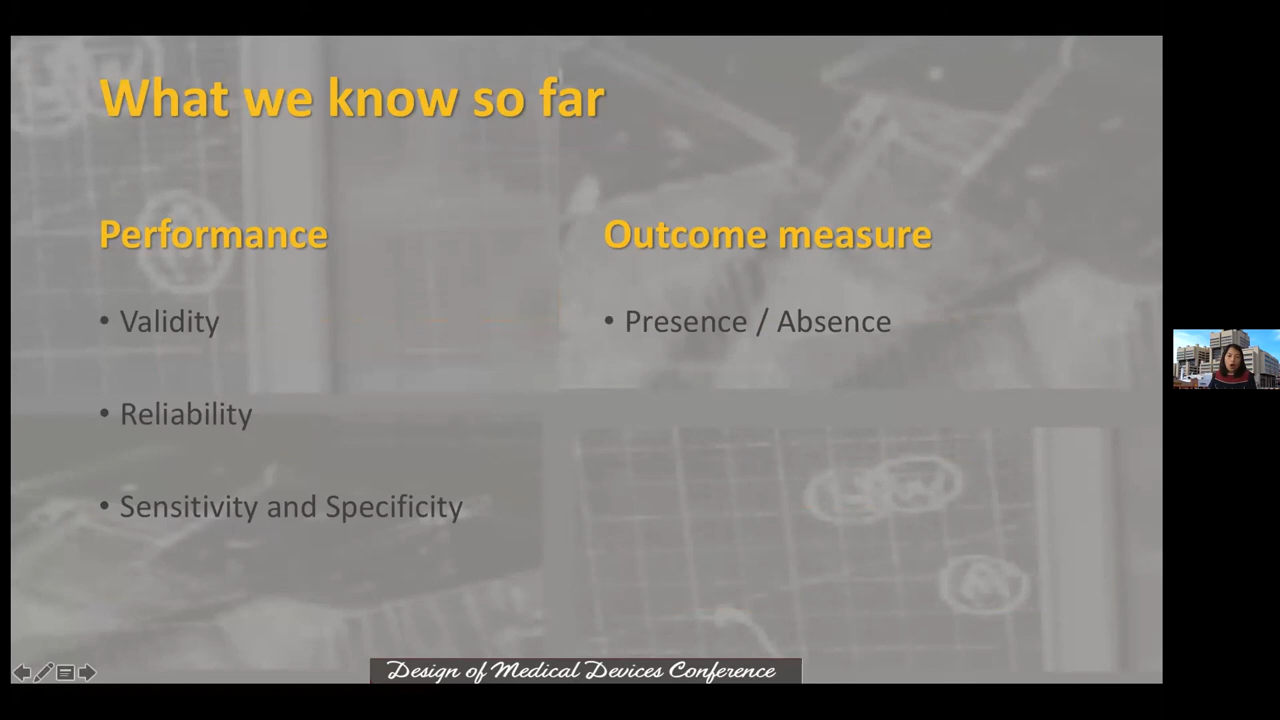 What we know so far
Performance
• Validity
• Reliability
• Sensitivity and Specificity
Outcome measure
• Presence / Absence
Design of Medical Devices Conference